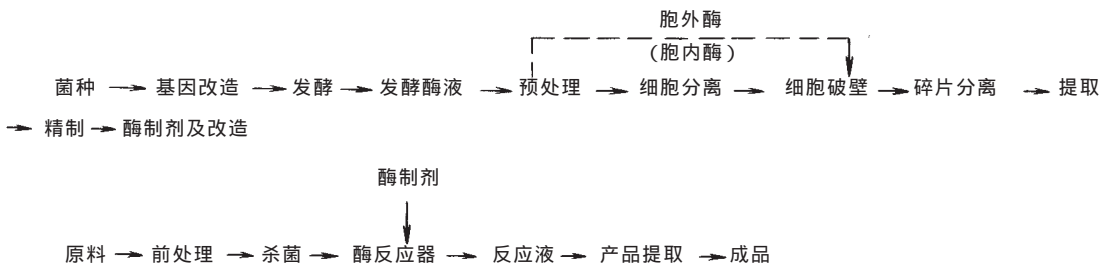 胞外酶
(胞内酶)
菌种 → 基因改造 → 发酵 → 发酵酶液 → 预处理 → 细胞分离 → 细胞破壁 → 碎片分离 → 提取
→ 精制 → 酶制剂及改造
酶制剂
原料 → 前处理 → 杀菌 → 酶反应器 → 反应液 → 产品提取 → 成品